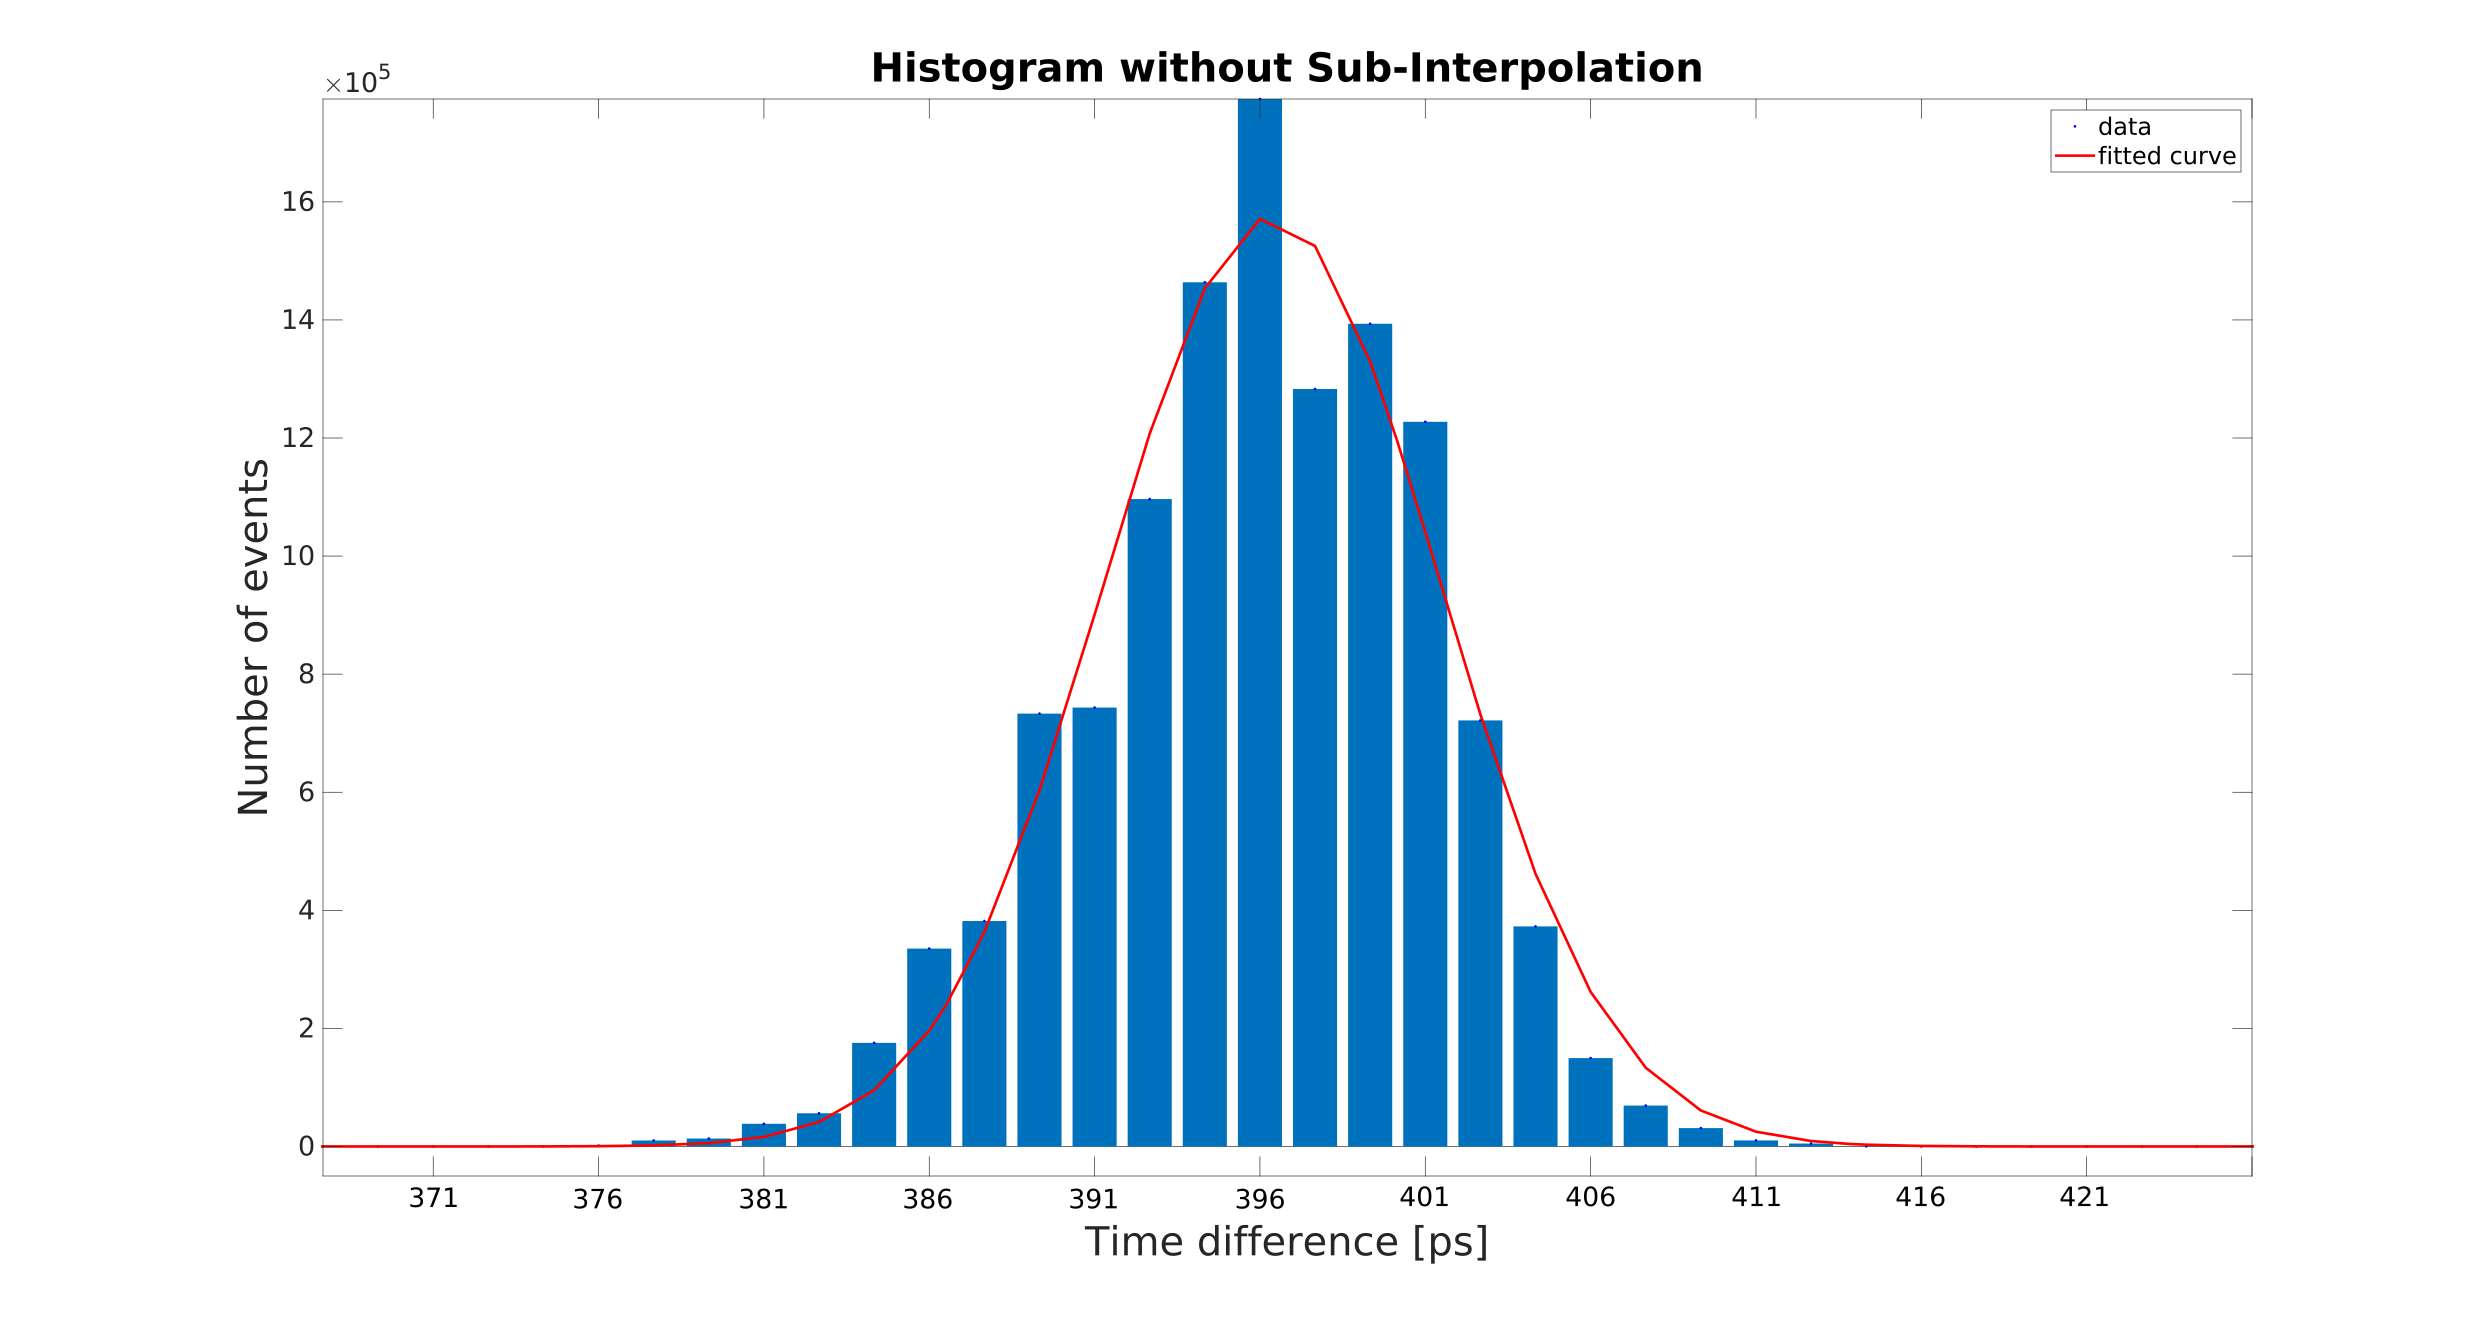 Histogram without Sub-Interpolation
×10^5
data
fitted curve
16
14
12
10
8
6
4
2
0
Number of events
371 376 381 386 391 396 401 406 411 416 421
Time difference [ps]